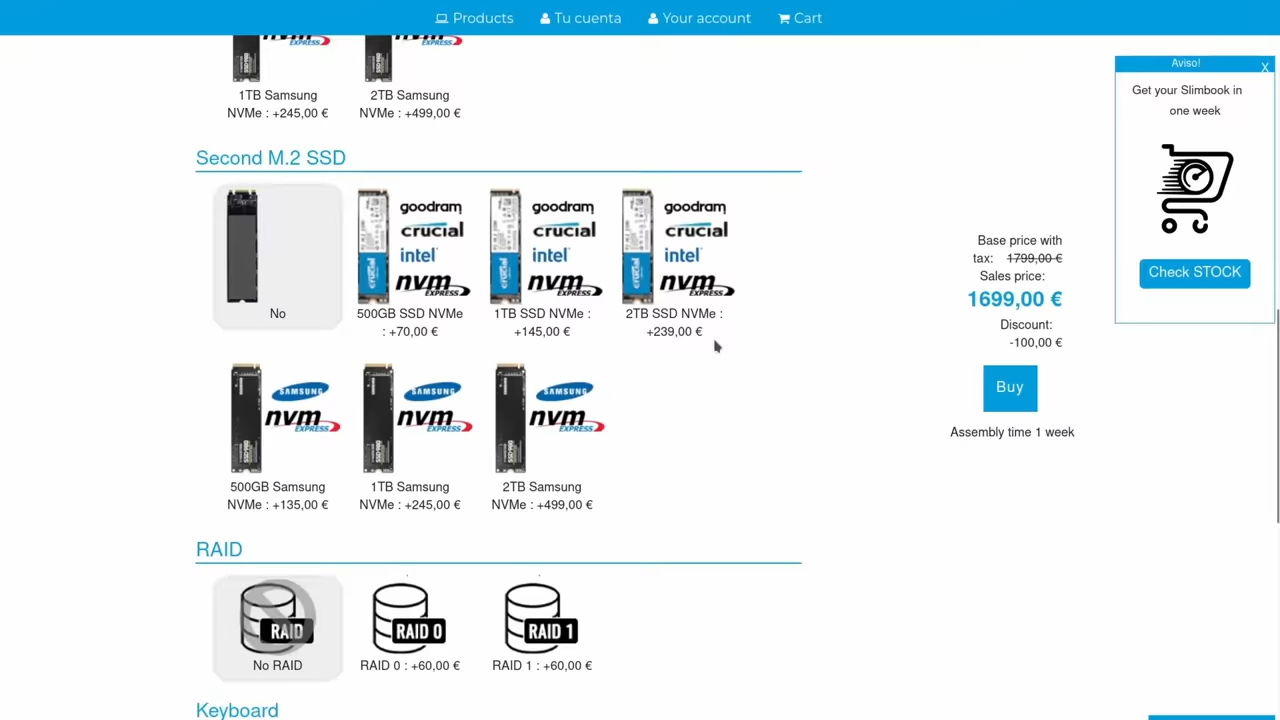 Products
Tu cuenta
Your account
Cart
EXPRESS
EXPRESS
1TB Samsung
NVMe : +245,00 €
2TB Samsung
NVMe : +499,00 €
Aviso!
X
Get your Slimbook in
one week
Check STOCK
Second M.2 SSD
No
goodram
crucial
intel
nvm
EXPRESS
crucial
500GB SSD NVMe
: +70,00 €
goodram
crucial
intel
nvm
EXPRESS
crucial
1TB SSD NVMe :
+145,00 €
goodram
crucial
intel
nvm
EXPRESS
crucial
2TB SSD NVMe :
+239,00 €
Base price with
tax: 1799,00 €
Sales price:
1699,00 €
Discount:
-100,00 €
Buy
Assembly time 1 week
SAMSUNG
nvm
EXPRESS
500GB Samsung
NVMe : +135,00 €
SAMSUNG
nvm
EXPRESS
1TB Samsung
NVMe : +245,00 €
SAMSUNG
nvm
EXPRESS
2TB Samsung
NVMe : +499,00 €
RAID
RAID
No RAID
RAID 0
RAID 0 : +60,00 €
RAID 1
RAID 1 : +60,00 €
Keyboard